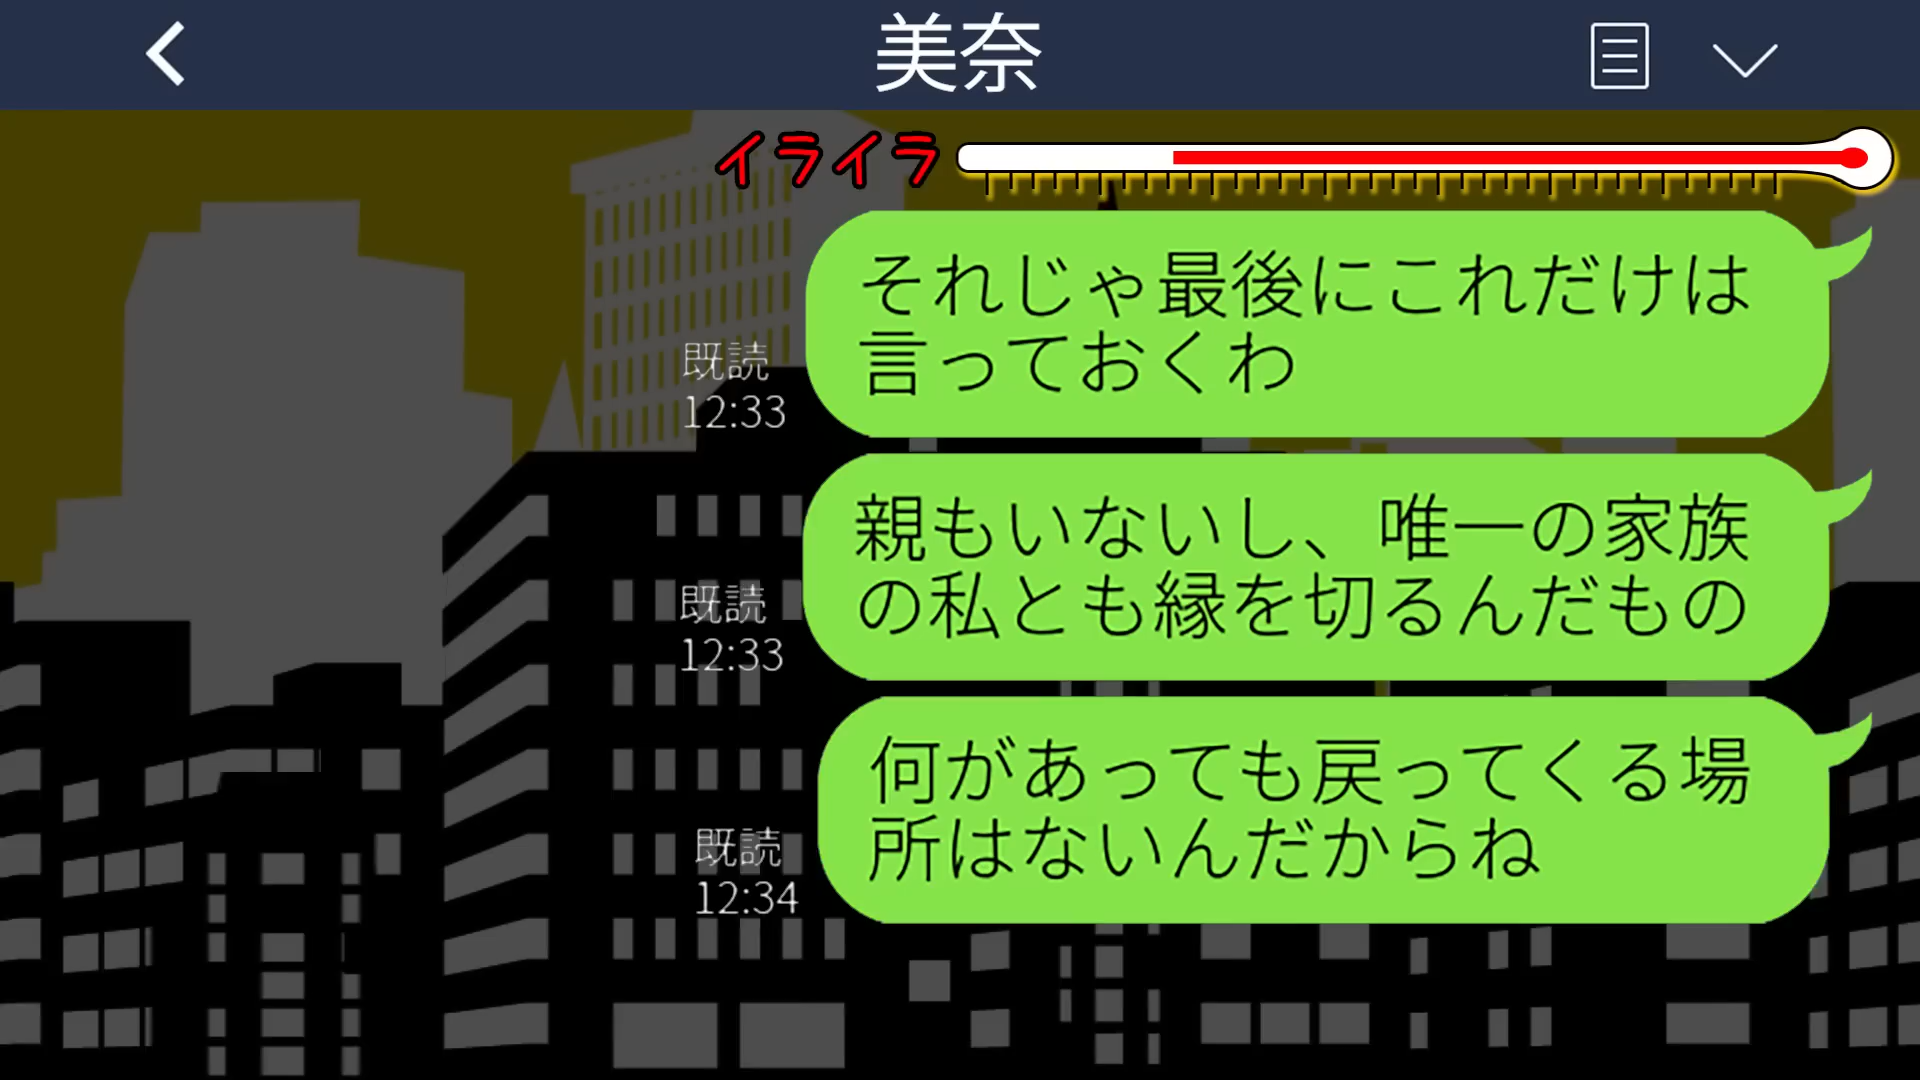 美奈
イライラ
それじゃ最後にこれだけは
言っておくわ
既読
12:33
親もいないし、唯一の家族
の私とも縁を切るんだもの
既読
12:33
何があっても戻ってくる場
所はないんだからね
既読
12:34